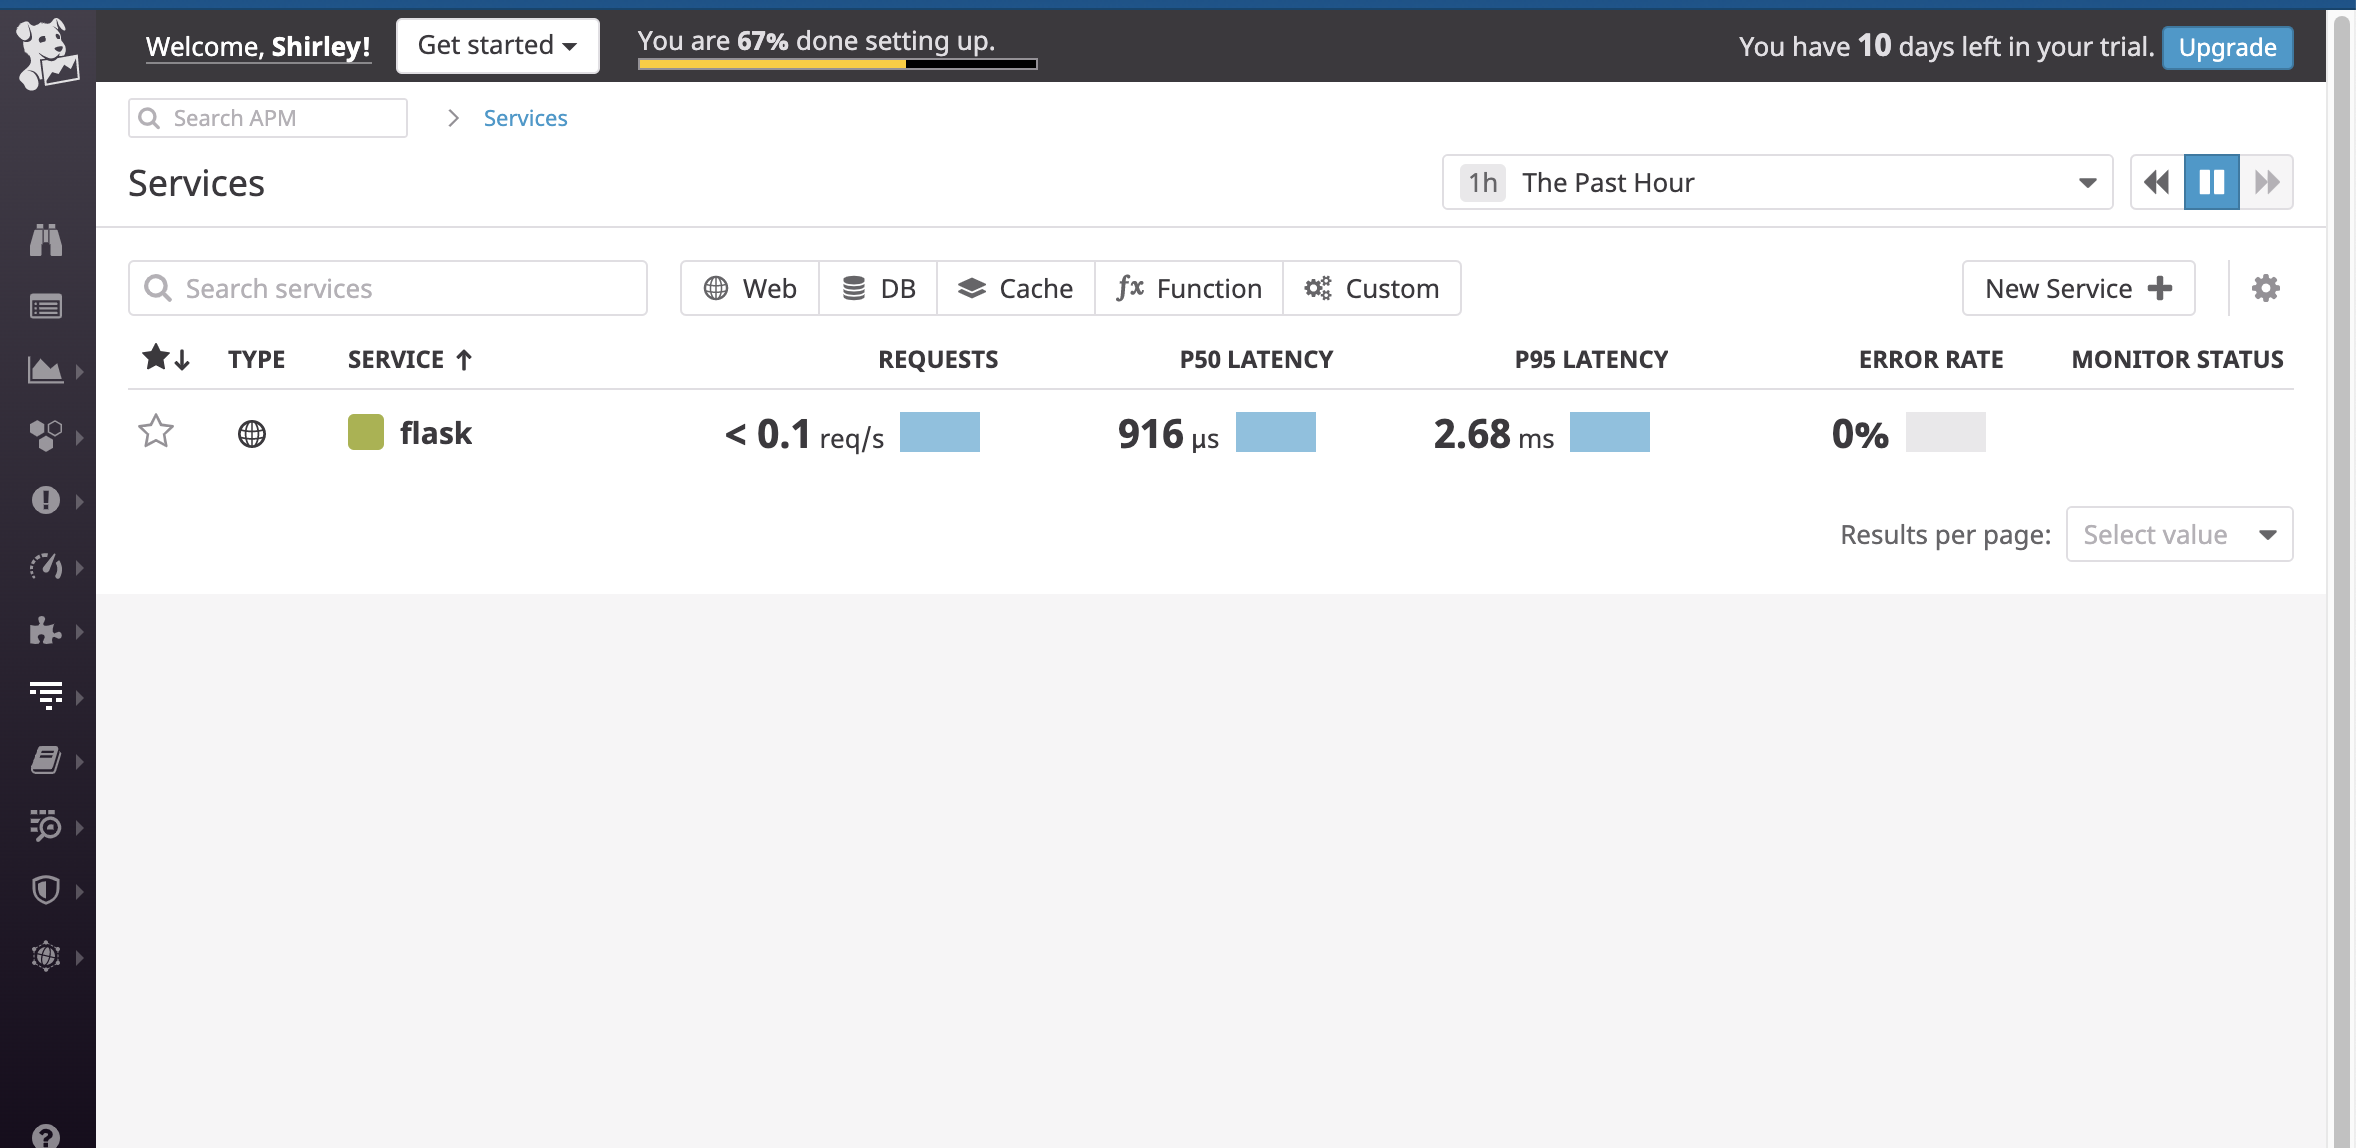 Welcome, Shirley!
Get started
You are 67% done setting up.
You have 10 days left in your trial.
Upgrade
Search APM
Services
Services
1h The Past Hour
Search services
Web
DB
Cache
Function
Custom
New Service
TYPE SERVICE REQUESTS P50 LATENCY P95 LATENCY ERROR RATE MONITOR STATUS
flask < 0.1 req/s 916 µs 2.68 ms 0%
Results per page: Select value